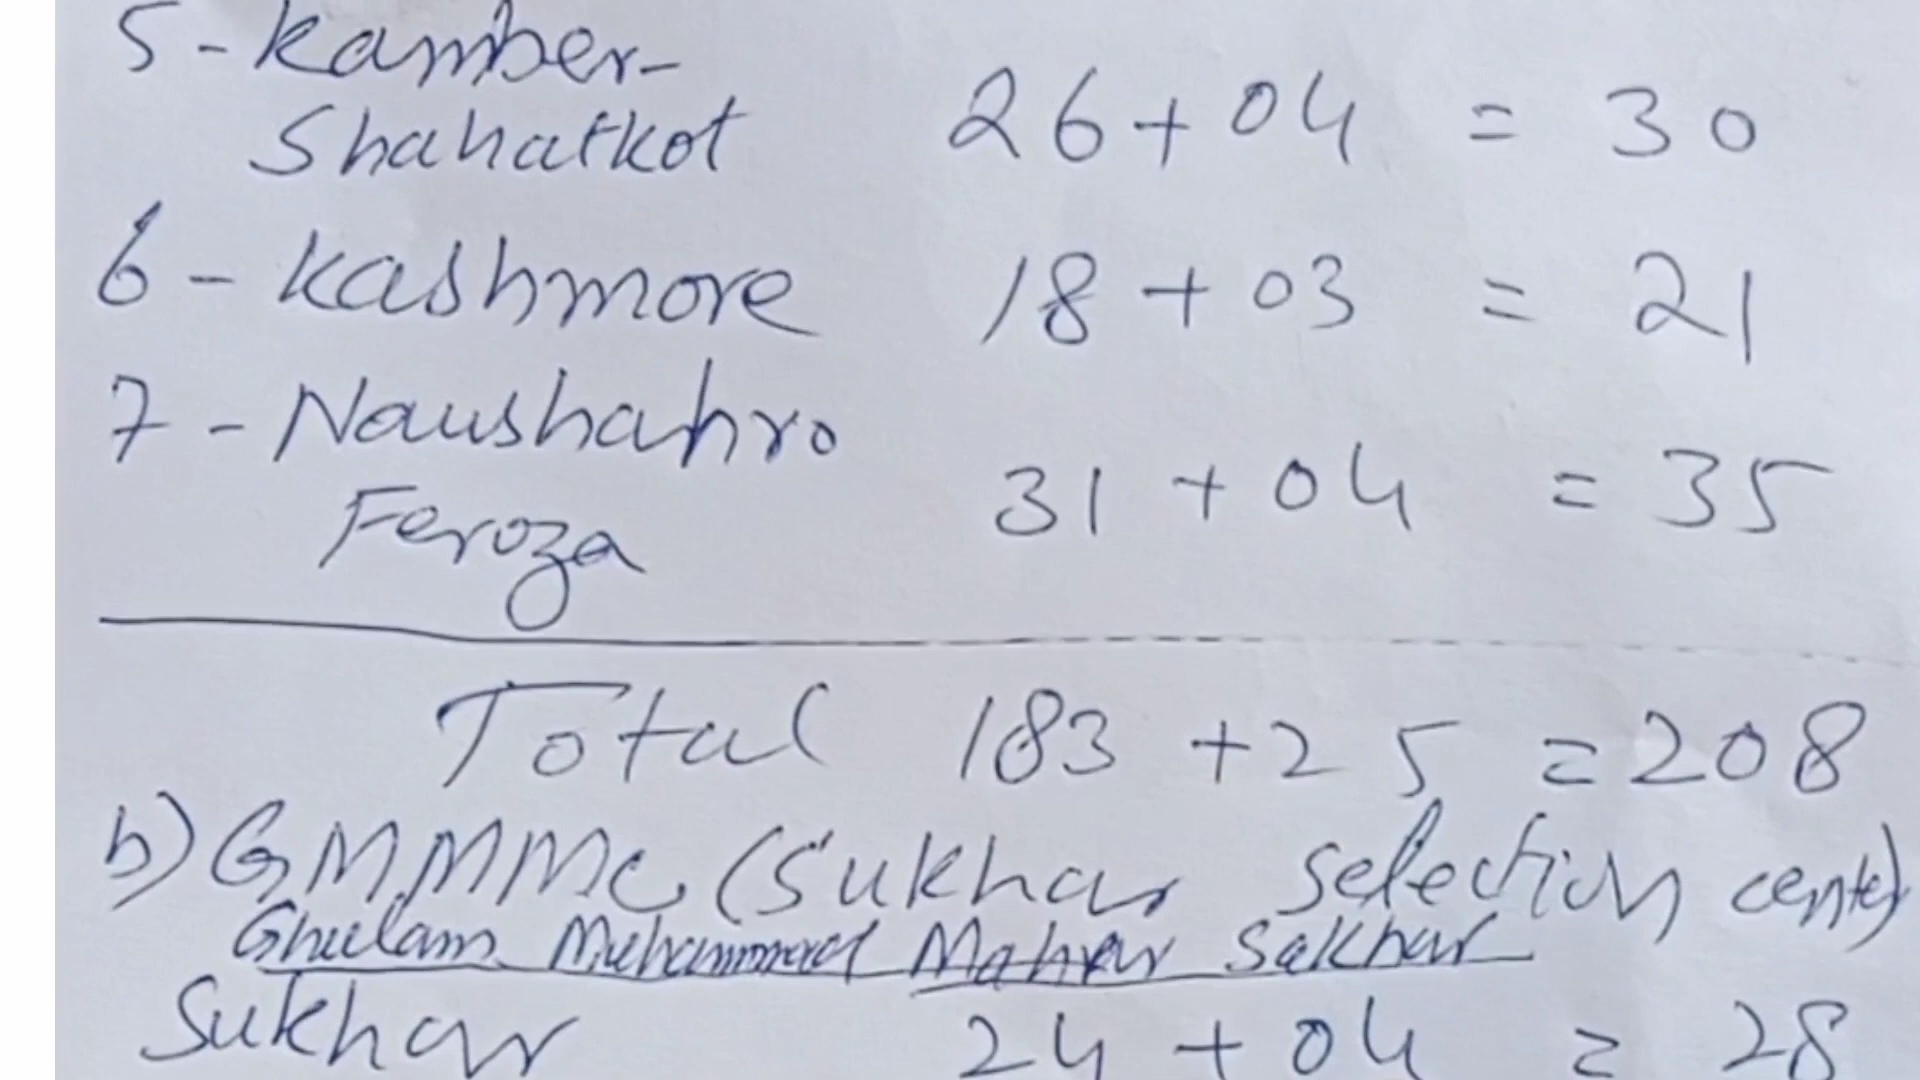 5 - Kamber-
Shahatkot 26 + 04 = 30
6 - Kashmore 18 + 03 = 21
7 - Naushahro
Feroza 31 + 04 = 35
Total 183 + 25 = 208
b) GMMMC (Sukhar selection center)
Ghulam Muhammad Mahar Sukhar
Sukhar 24 + 04 = 28